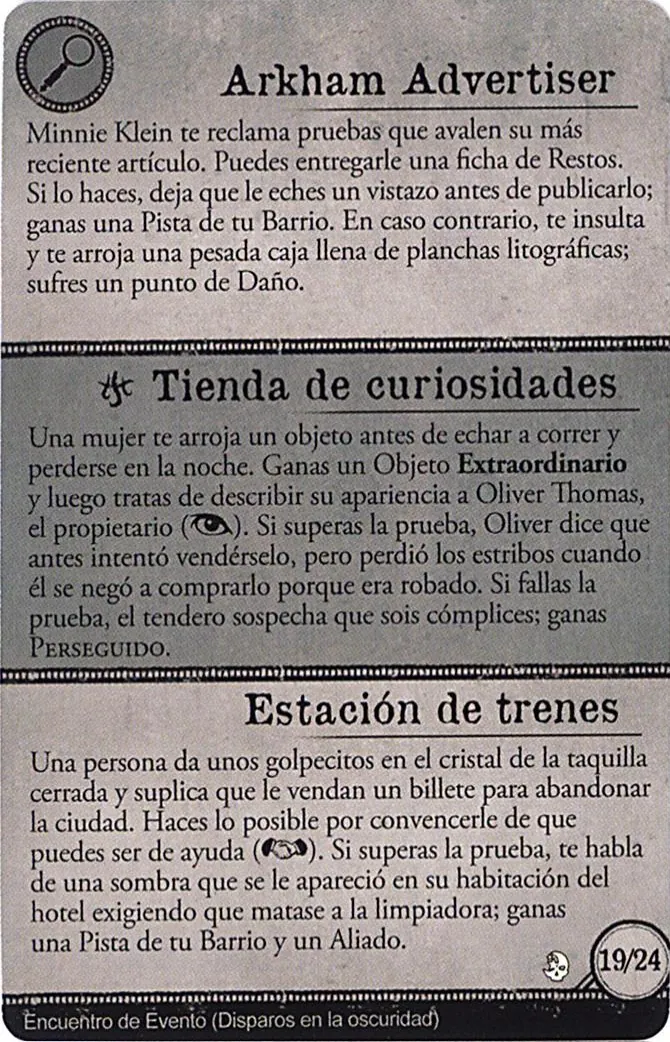 Arkham Advertiser
Minnie Klein te reclama pruebas que avalen su más
reciente artículo. Puedes entregarle una ficha de Restos.
Si lo haces, deja que le eches un vistazo antes de publicarlo;
ganas una Pista de tu Barrio. En caso contrario, te insulta
y te arroja una pesada caja llena de planchas litográficas;
sufres un punto de Daño.
Tienda de curiosidades
Una mujer te arroja un objeto antes de echar a correr y
perderse en la noche. Ganas un Objeto Extraordinario
y luego tratas de describir su apariencia a Oliver Thomas,
el propietario (). Si superas la prueba, Oliver dice que
antes intentó vendérselo, pero perdió los estribos cuando
él se negó a comprarlo porque era robado. Si fallas la
prueba, el tendero sospecha que sois cómplices; ganas
PERSEGUIDO.
Estación de trenes
Una persona da unos golpecitos en el cristal de la taquilla
cerrada y suplica que le vendan un billete para abandonar
la ciudad. Haces lo posible por convencerle de que
puedes ser de ayuda (). Si superas la prueba, te habla
de una sombra que se le apareció en su habitación del
hotel exigiendo que matase a la limpiadora; ganas
una Pista de tu Barrio y un Aliado.
19/24
Encuentro de Evento (Disparos en la oscuridad)